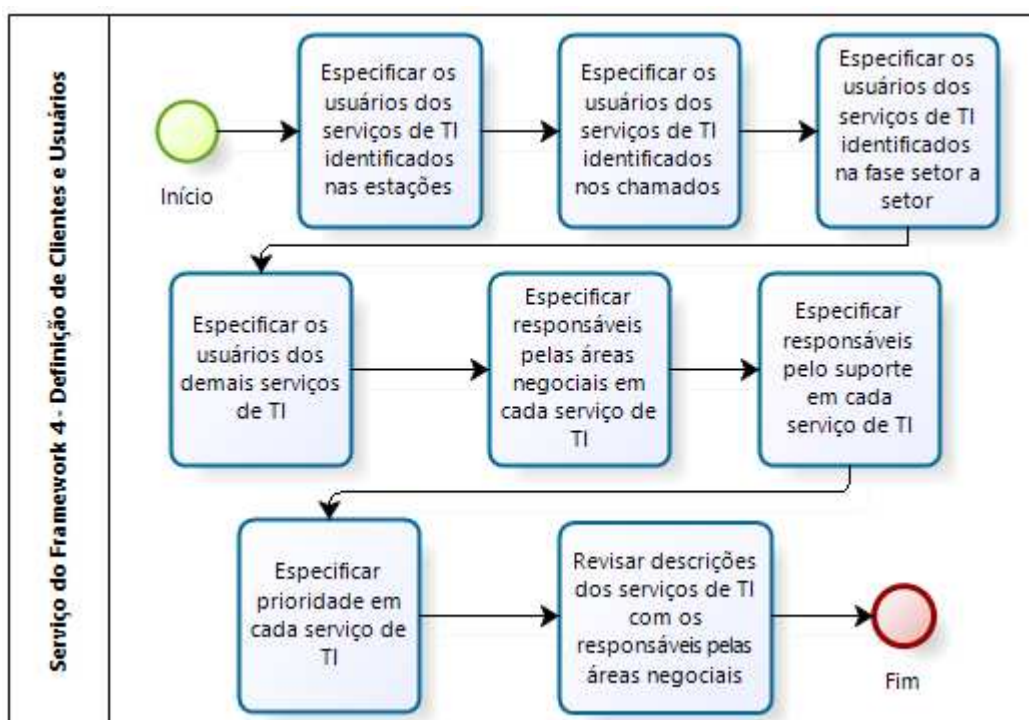 Serviço do Framework 4 - Definição de Clientes e Usuários
Início
Especificar os
usuários dos
serviços de TI
identificados
nas estações
Especificar os
usuários dos
serviços de TI
identificados
nos chamados
Especificar os
usuários dos
serviços de TI
identificados
na fase setor a
setor
Especificar os
usuários dos
demais serviços
de TI
Especificar
responsáveis
pelas áreas
negociais em
cada serviço de
TI
Especificar
responsáveis
pelo suporte
em cada
serviço de TI
Especificar
prioridade em
cada serviço de
TI
Revisar descrições
dos serviços de TI
com os
responsáveis pelas
áreas negociais
Fim